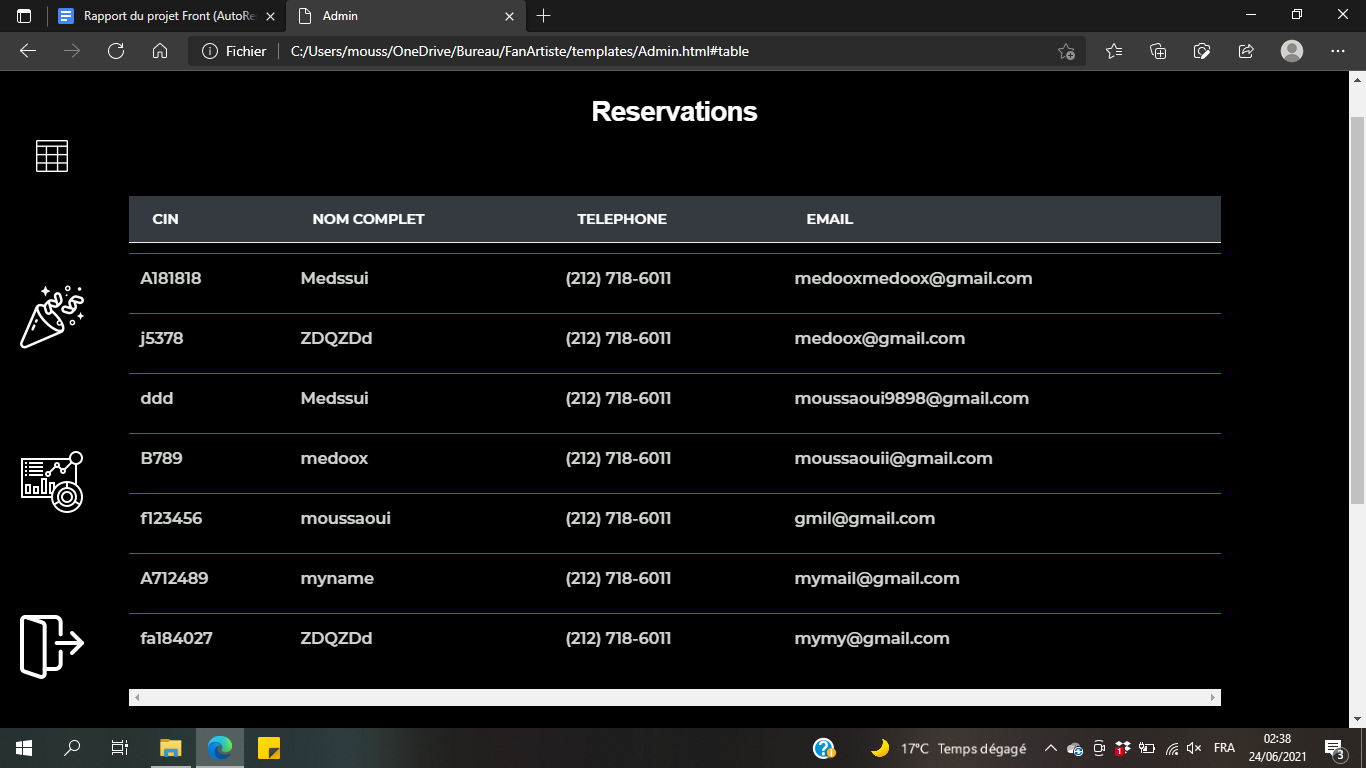 Rapport du projet Front (AutoRe
Admin
Fichier C:/Users/mouss/OneDrive/Bureau/FanArtiste/templates/Admin.html#table
Reservations
CIN NOM COMPLET TELEPHONE EMAIL
A181818 Medssui (212) 718-6011 medooxmedoox@gmail.com
j5378 ZDQZDd (212) 718-6011 medoox@gmail.com
ddd Medssui (212) 718-6011 moussaoui9898@gmail.com
B789 medoox (212) 718-6011 moussaouii@gmail.com
f123456 moussaoui (212) 718-6011 gmil@gmail.com
A712489 myname (212) 718-6011 mymail@gmail.com
fa184027 ZDQZDd (212) 718-6011 mymy@gmail.com
17°C Temps dégagé FRA 02:38
24/06/2021
3